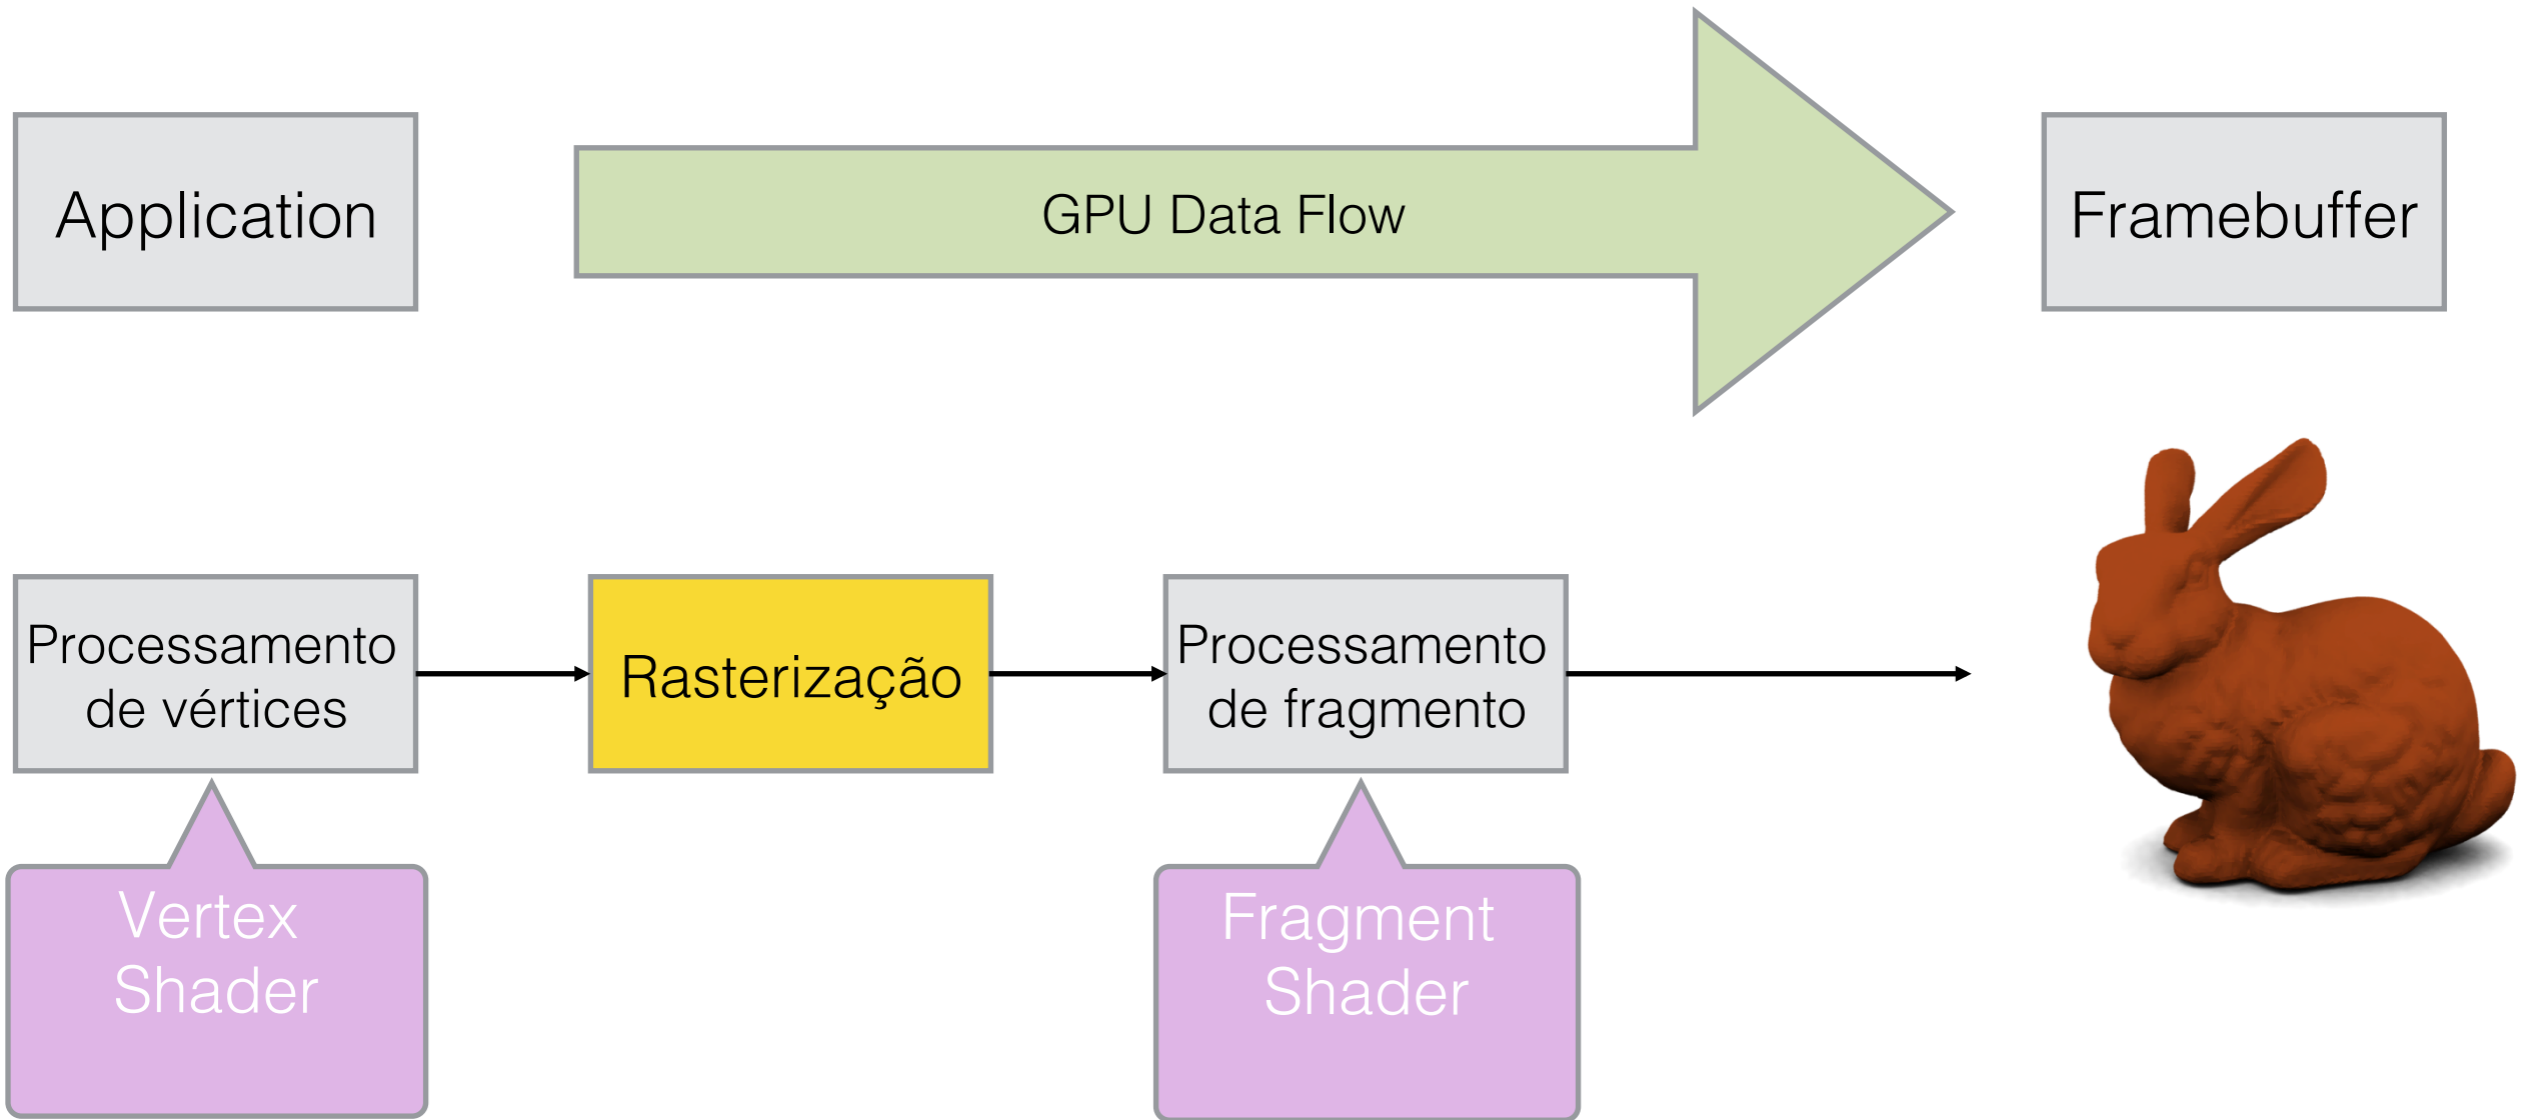 Application
GPU Data Flow
Framebuffer
Processamento
de vértices
Rasterização
Processamento
de fragmento
Vertex
Shader
Fragment
Shader